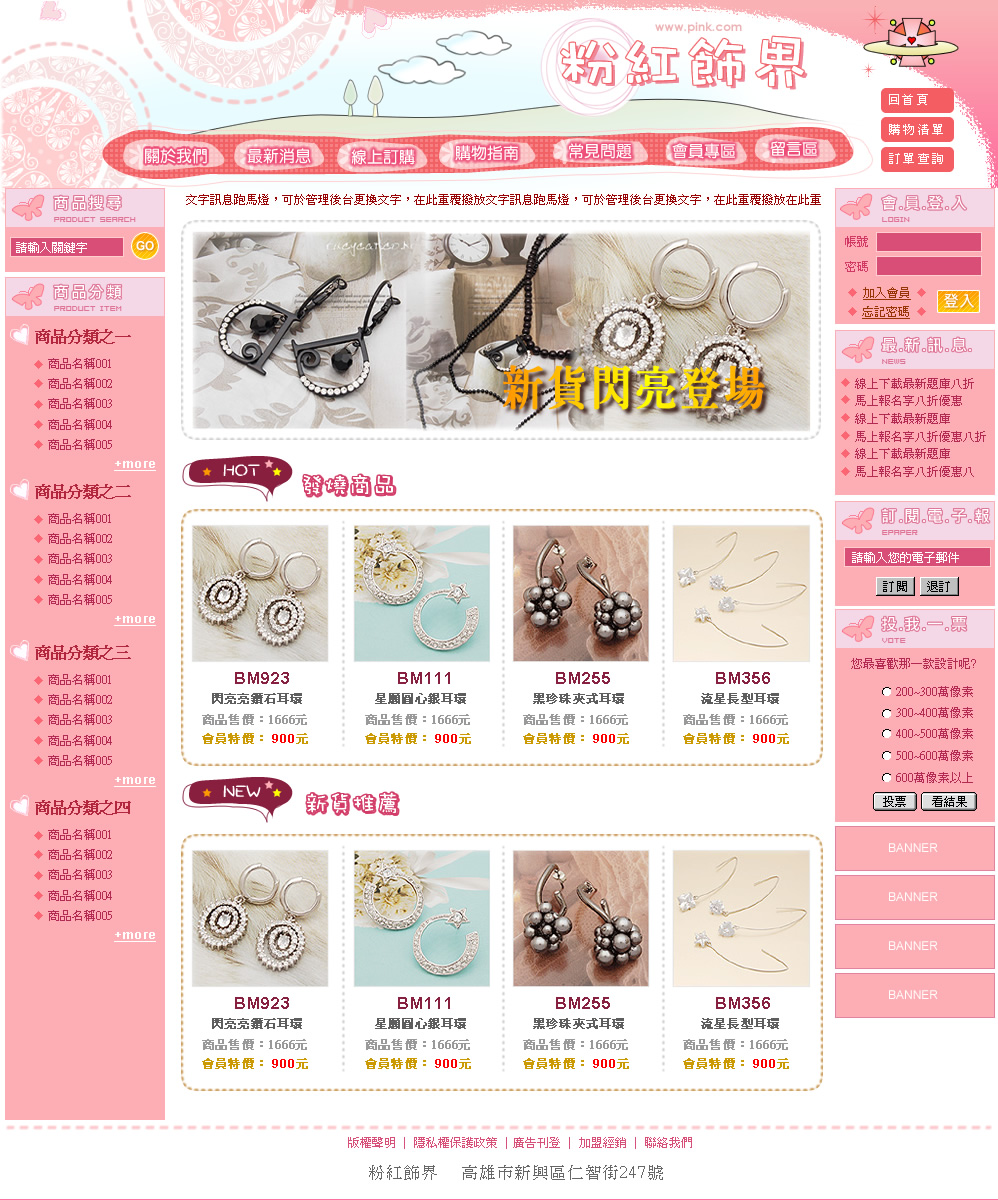 www.pink.com
粉紅飾界
回首頁
購物清單
訂單查詢
關於我們
最新消息
線上訂購
購物指南
常見問題
會員專區
留言區
商品搜尋
PRODUCT SEARCH
請輸入關鍵字
GO
商品分類
PRODUCT ITEM
商品分類之一
商品名稱001
商品名稱002
商品名稱003
商品名稱004
商品名稱005
+more
商品分類之二
商品名稱001
商品名稱002
商品名稱003
商品名稱004
商品名稱005
+more
商品分類之三
商品名稱001
商品名稱002
商品名稱003
商品名稱004
商品名稱005
+more
商品分類之四
商品名稱001
商品名稱002
商品名稱003
商品名稱004
商品名稱005
+more
文字訊息跑馬燈，可於管理後台更換文字，在此重覆撥放文字訊息跑馬燈，可於管理後台更換文字，在此重覆撥放在此重
新貨閃亮登場
HOT
發燒商品
BM923
閃亮亮鑽石耳環
商品售價：1666元
會員特價：900元
BM111
星願圓心銀耳環
商品售價：1666元
會員特價：900元
BM255
黑珍珠夾式耳環
商品售價：1666元
會員特價：900元
BM356
流星長型耳環
商品售價：1666元
會員特價：900元
NEW
新貨推薦
BM923
閃亮亮鑽石耳環
商品售價：1666元
會員特價：900元
BM111
星願圓心銀耳環
商品售價：1666元
會員特價：900元
BM255
黑珍珠夾式耳環
商品售價：1666元
會員特價：900元
BM356
流星長型耳環
商品售價：1666元
會員特價：900元
會.員.登.入
LOGIN
帳號
密碼
加入會員
忘記密碼
登入
最.新.訊.息.
NEWS
線上下載最新題庫八折
馬上報名享八折優惠
線上下載最新題庫
馬上報名享八折優惠八折
線上下載最新題庫
馬上報名享八折優惠八
訂.閱.電.子.報
EPAPER
請輸入您的電子郵件
訂閱 退訂
投.我.一.票
VOTE
您最喜歡那一款設計呢?
200~300萬像素
300~400萬像素
400~500萬像素
500~600萬像素
600萬像素以上
投票 看結果
BANNER
BANNER
BANNER
BANNER
版權聲明 | 隱私權保護政策 | 廣告刊登 | 加盟經銷 | 聯絡我們
粉紅飾界 高雄市新興區仁智街247號